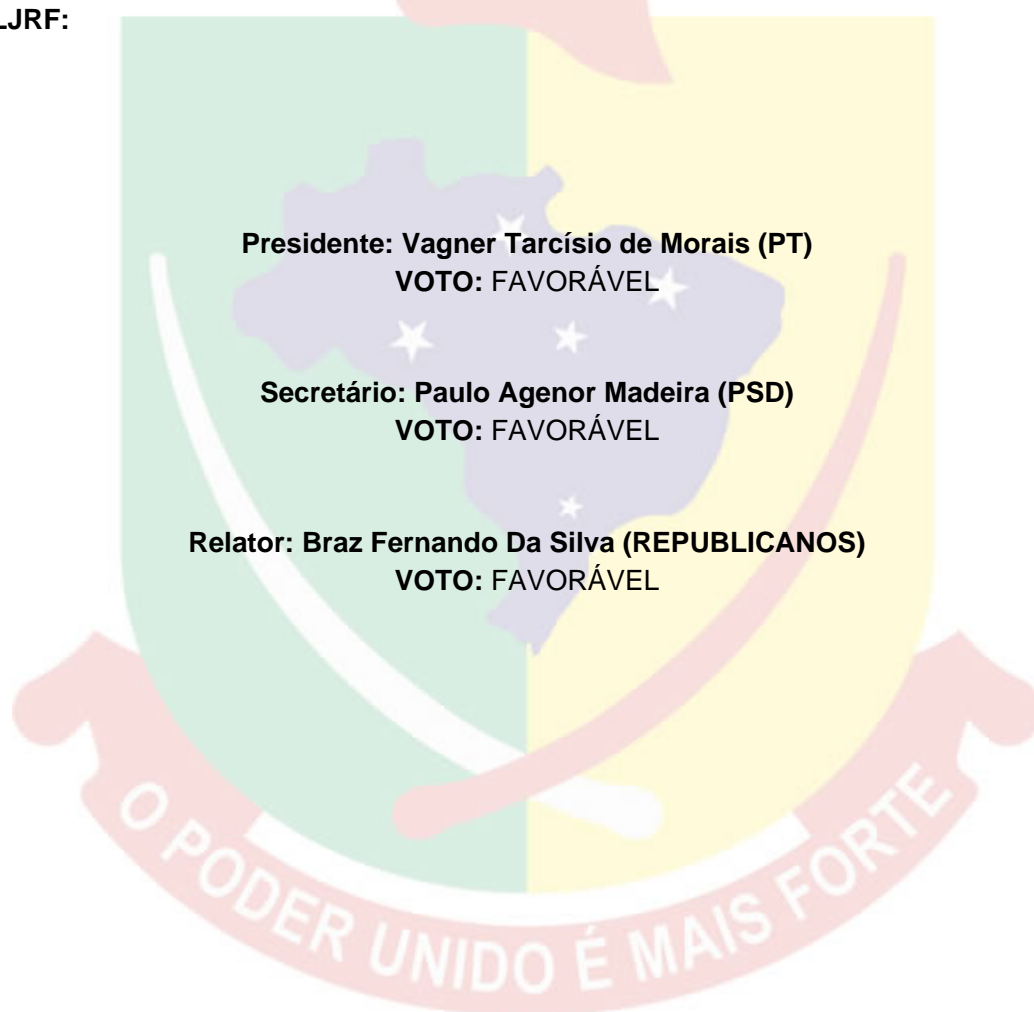 LJRF:
Presidente: Vagner Tarcísio de Morais (PT)
VOTO: FAVORÁVEL
Secretário: Paulo Agenor Madeira (PSD)
VOTO: FAVORÁVEL
Relator: Braz Fernando Da Silva (REPUBLICANOS)
VOTO: FAVORÁVEL
O PODER UNIDO É MAIS FORTE